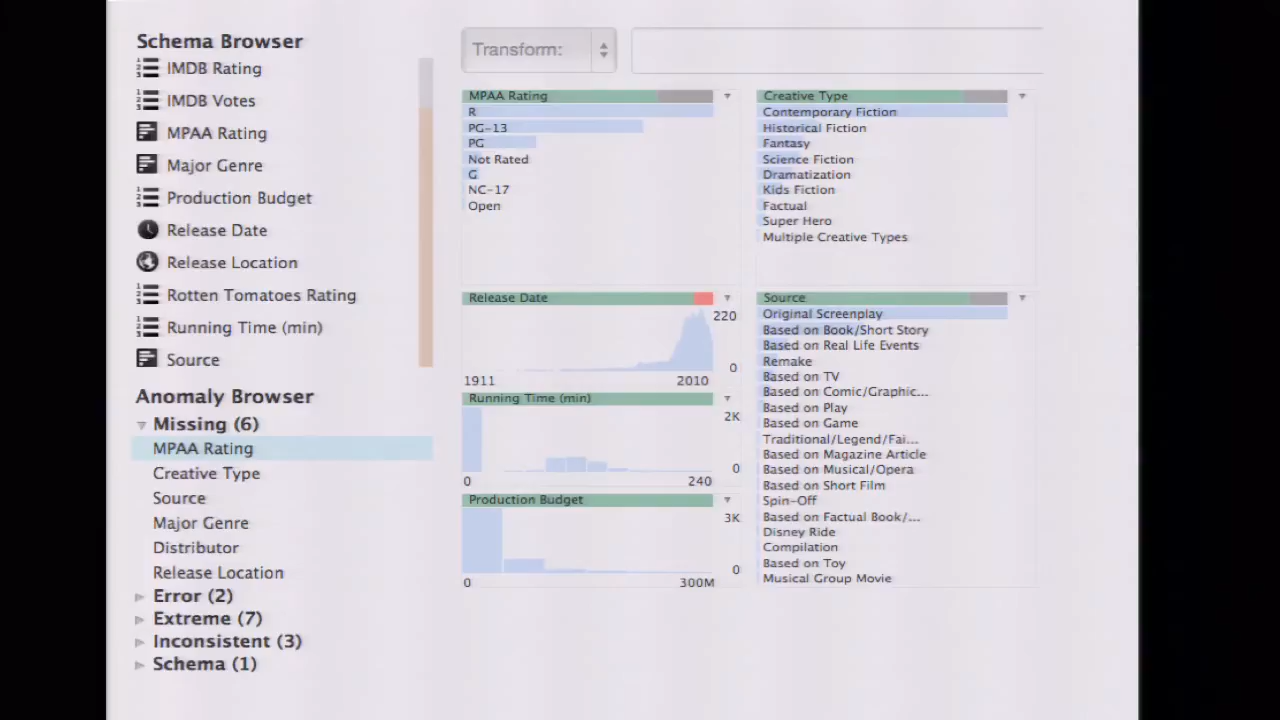 Schema Browser
IMDB Rating
IMDB Votes
MPAA Rating
Major Genre
Production Budget
Release Date
Release Location
Rotten Tomatoes Rating
Running Time (min)
Source
Anomaly Browser
Missing (6)
MPAA Rating
Creative Type
Source
Major Genre
Distributor
Release Location
Error (2)
Extreme (7)
Inconsistent (3)
Schema (1)
Transform:
MPAA Rating
R
PG-13
PG
Not Rated
G
NC-17
Open
Creative Type
Contemporary Fiction
Historical Fiction
Fantasy
Science Fiction
Dramatization
Kids Fiction
Factual
Super Hero
Multiple Creative Types
Release Date
220
0
1911 2010
Running Time (min)
2K
0
0 240
Production Budget
3K
0
0 300M
Source
Original Screenplay
Based on Book/Short Story
Based on Real Life Events
Remake
Based on TV
Based on Comic/Graphic...
Based on Play
Based on Game
Traditional/Legend/Fai...
Based on Magazine Article
Based on Musical/Opera
Based on Short Film
Spin-Off
Based on Factual Book/...
Disney Ride
Compilation
Based on Toy
Musical Group Movie